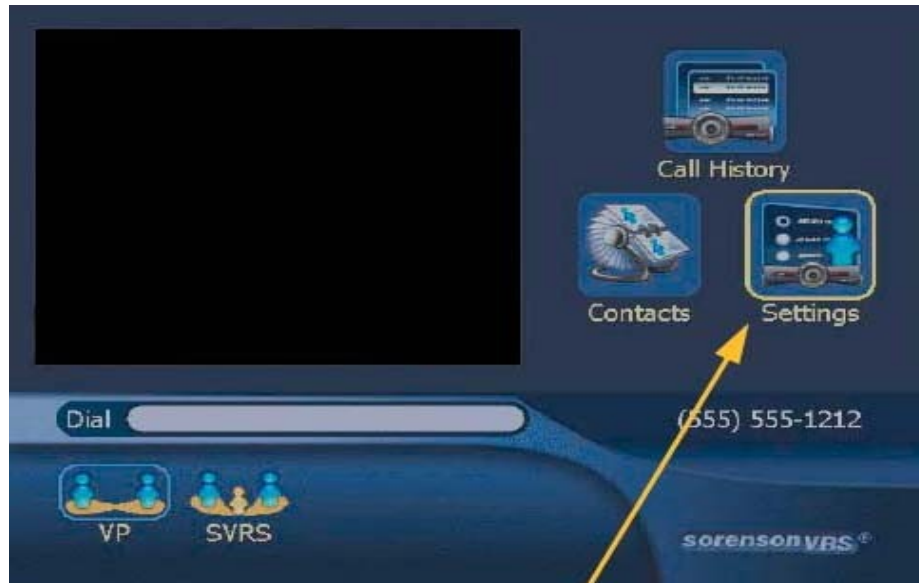 Call History
Contacts
Settings
Dial
(555) 555-1212
VP
SVRS
sorensonVRS®